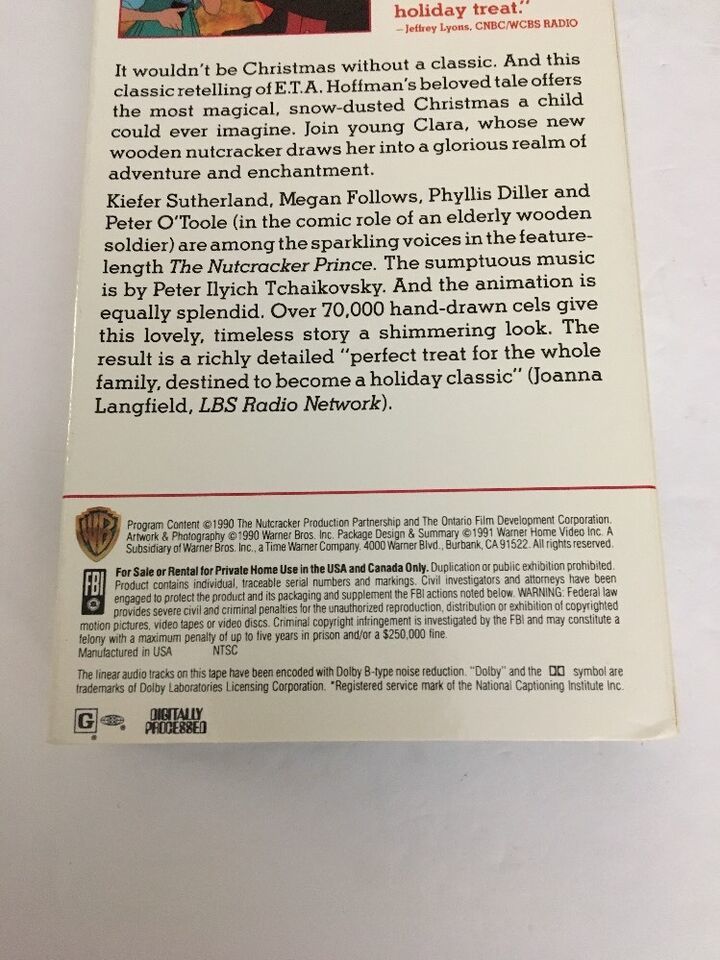 holiday treat."
–Jeffrey Lyons, CNBC/WCBS RADIO
It wouldn't be Christmas without a classic. And this
classic retelling of E.T.A. Hoffman's beloved tale offers
the most magical, snow-dusted Christmas a child
could ever imagine. Join young Clara, whose new
wooden nutcracker draws her into a glorious realm of
adventure and enchantment.
Kiefer Sutherland, Megan Follows, Phyllis Diller and
Peter O'Toole (in the comic role of an elderly wooden
soldier) are among the sparkling voices in the feature-
length The Nutcracker Prince. The sumptuous music
is by Peter Ilyich Tchaikovsky. And the animation is
equally splendid. Over 70,000 hand-drawn cels give
this lovely, timeless story a shimmering look. The
result is a richly detailed "perfect treat for the whole
family, destined to become a holiday classic" (Joanna
Langfield, LBS Radio Network).
WB
Program Content ©1990 The Nutcracker Production Partnership and The Ontario Film Development Corporation.
Artwork & Photography ©1990 Warner Bros. Inc. Package Design & Summary ©1991 Warner Home Video Inc. A
Subsidiary of Warner Bros. Inc., a Time Warner Company. 4000 Warner Blvd., Burbank, CA 91522. All rights reserved.
FBI
For Sale or Rental for Private Home Use in the USA and Canada Only. Duplication or public exhibition prohibited.
Product contains individual, traceable serial numbers and markings. Civil investigators and attorneys have been
engaged to protect the product and its packaging and supplement the FBI actions noted below. WARNING: Federal law
provides severe civil and criminal penalties for the unauthorized reproduction, distribution or exhibition of copyrighted
motion pictures, video tapes or video discs. Criminal copyright infringement is investigated by the FBI and may constitute a
felony with a maximum penalty of up to five years in prison and/or a $250,000 fine.
Manufactured in USA NTSC
The linear audio tracks on this tape have been encoded with Dolby B-type noise reduction. "Dolby" and the symbol are
trademarks of Dolby Laboratories Licensing Corporation. *Registered service mark of the National Captioning Institute Inc.
G ® ®
DIGITALLY
PROCESSED